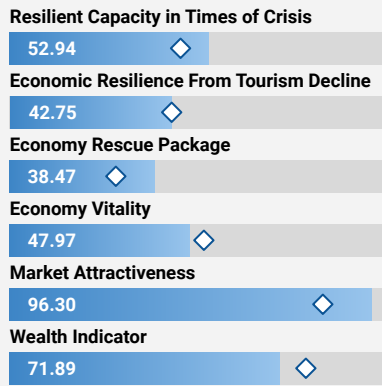 Resilient Capacity in Times of Crisis
52.94
Economic Resilience From Tourism Decline
42.75
Economy Rescue Package
38.47
Economy Vitality
47.97
Market Attractiveness
96.30
Wealth Indicator
71.89